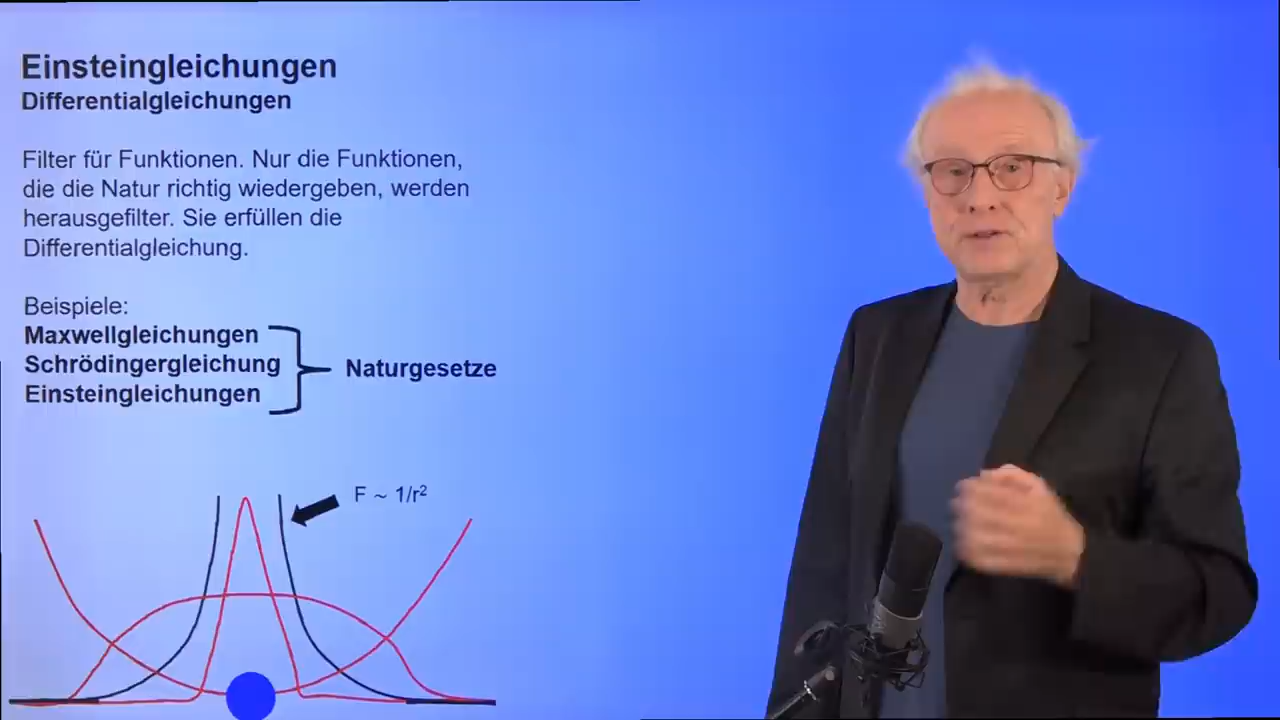 Einsteingleichungen
Differentialgleichungen
Filter für Funktionen. Nur die Funktionen,
die die Natur richtig wiedergeben, werden
herausgefilter. Sie erfüllen die
Differentialgleichung.
Beispiele:
Maxwellgleichungen
Schrödingergleichung
Einsteingleichungen
Naturgesetze
F ~ 1/r²